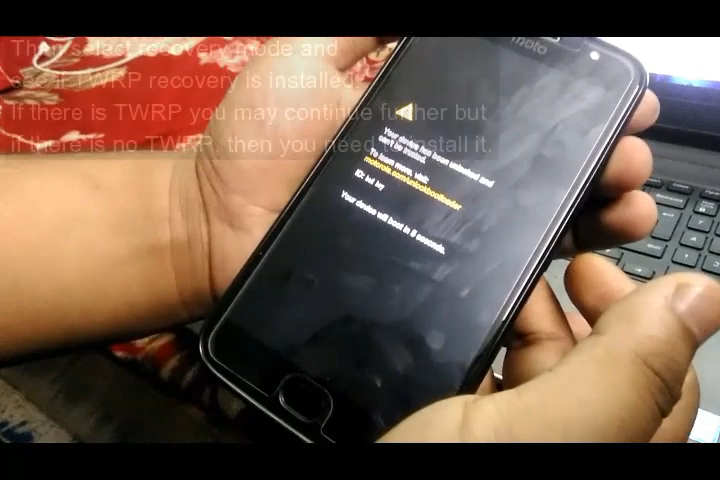 Then select recovery mode and
see if TWRP recovery is installed.
If there is TWRP you may continue further but
if there is no TWRP, then you need to install it.
moto
Your device has been unlocked and
can't be trusted.
To learn more, visit:
motorola.com/unlockbootloader
ID: bad key
Your device will boot in 5 seconds.